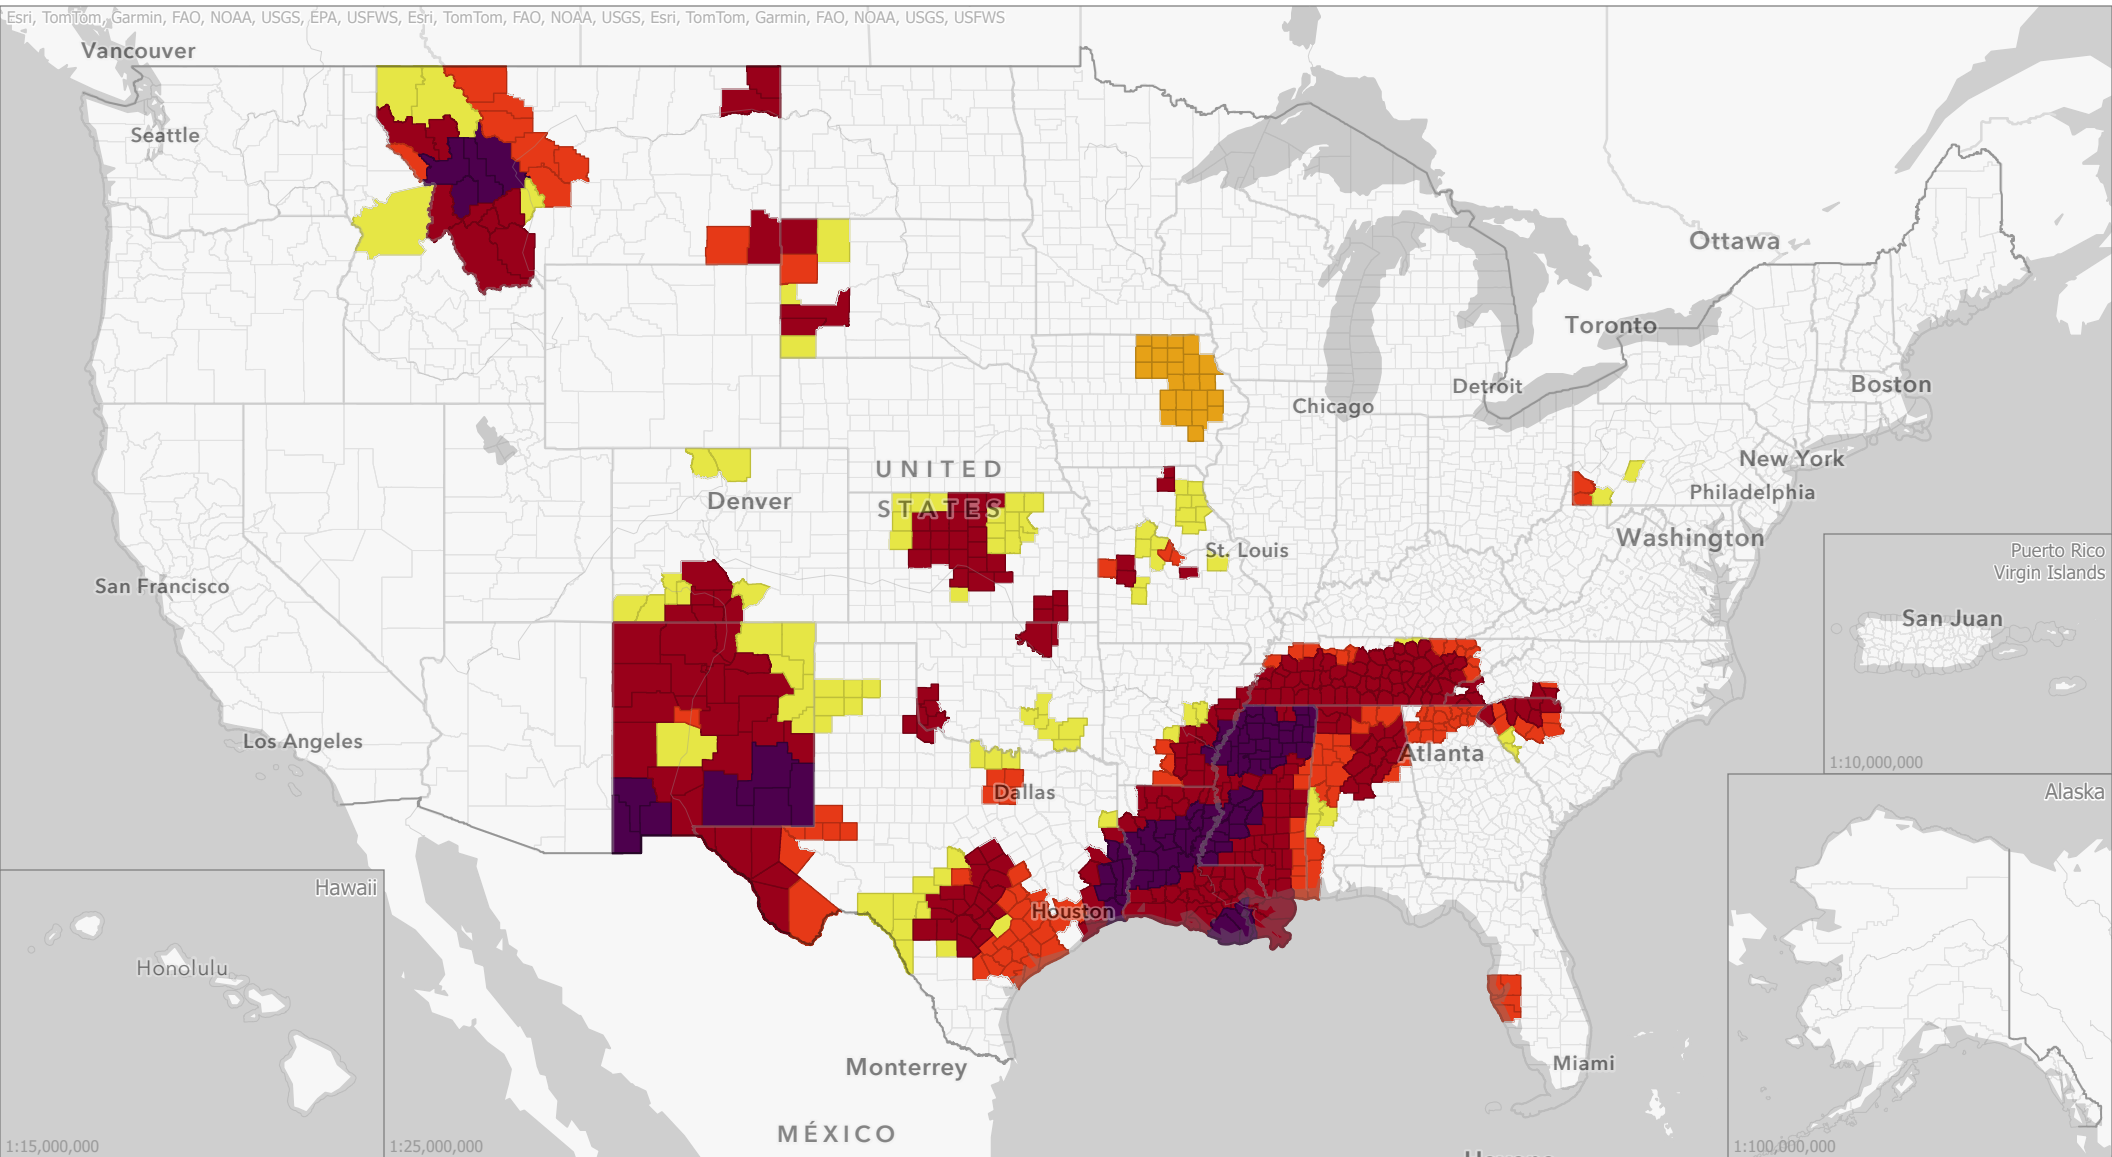 Esri, TomTom, Garmin, FAO, NOAA, USGS, EPA, USFWS, Esri, TomTom, FAO, NOAA, USGS, Esri, TomTom, Garmin, FAO, NOAA, USGS, USFWS
Vancouver
Seattle
Ottawa
Toronto
Boston
Detroit
Chicago
New York
UNITED
STATES
Denver
Philadelphia
Washington
St. Louis
San Francisco
Puerto Rico
Virgin Islands
San Juan
Los Angeles
Atlanta
1:10,000,000
Dallas
Alaska
Hawaii
Houston
Honolulu
Monterrey
Miami
MÉXICO
1:15,000,000
1:25,000,000
1:100,000,000